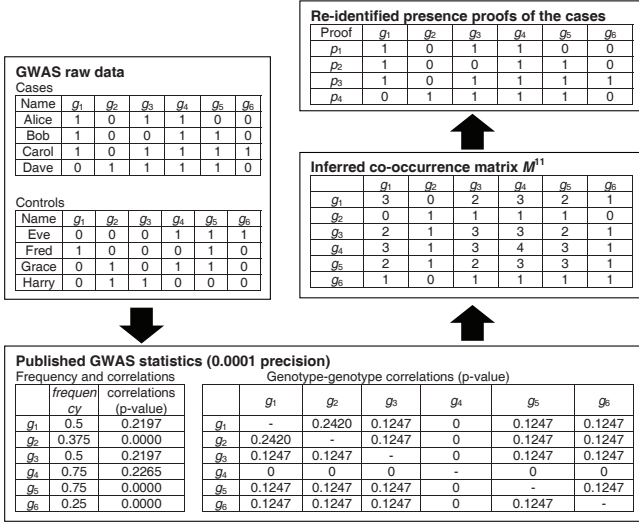 GWAS raw data
Cases
Name g1 g2 g3 g4 g5 g6
Alice 1 0 1 1 0 0
Bob 1 0 0 1 1 0
Carol 1 0 1 1 1 1
Dave 0 1 1 1 1 0
Controls
Name g1 g2 g3 g4 g5 g6
Eve 0 0 0 1 1 1
Fred 1 0 0 0 1 0
Grace 0 1 0 1 1 0
Harry 0 1 1 0 0 0
Re-identified presence proofs of the cases
Proof g1 g2 g3 g4 g5 g6
p1 1 0 1 1 0 0
p2 1 0 0 1 1 0
p3 1 0 1 1 1 1
p4 0 1 1 1 1 0
Inferred co-occurrence matrix M11
g1 g2 g3 g4 g5 g6
g1 3 0 2 3 2 1
g2 0 1 1 1 1 0
g3 2 1 3 3 2 1
g4 3 1 3 4 3 1
g5 2 1 2 3 3 1
g6 1 0 1 1 1 1
Published GWAS statistics (0.0001 precision)
Frequency and correlations
frequen correlations
cy (p-value)
g1 0.5 0.2197
g2 0.375 0.0000
g3 0.5 0.2197
g4 0.75 0.2265
g5 0.75 0.0000
g6 0.25 0.0000
Genotype-genotype correlations (p-value)
g1 g2 g3 g4 g5 g6
g1 - 0.2420 0.1247 0 0.1247 0.1247
g2 0.2420 - 0.1247 0 0.1247 0.1247
g3 0.1247 0.1247 - 0 0.1247 0.1247
g4 0 0 0 - 0 0
g5 0.1247 0.1247 0.1247 0 - 0.1247
g6 0.1247 0.1247 0.1247 0 0.1247 -